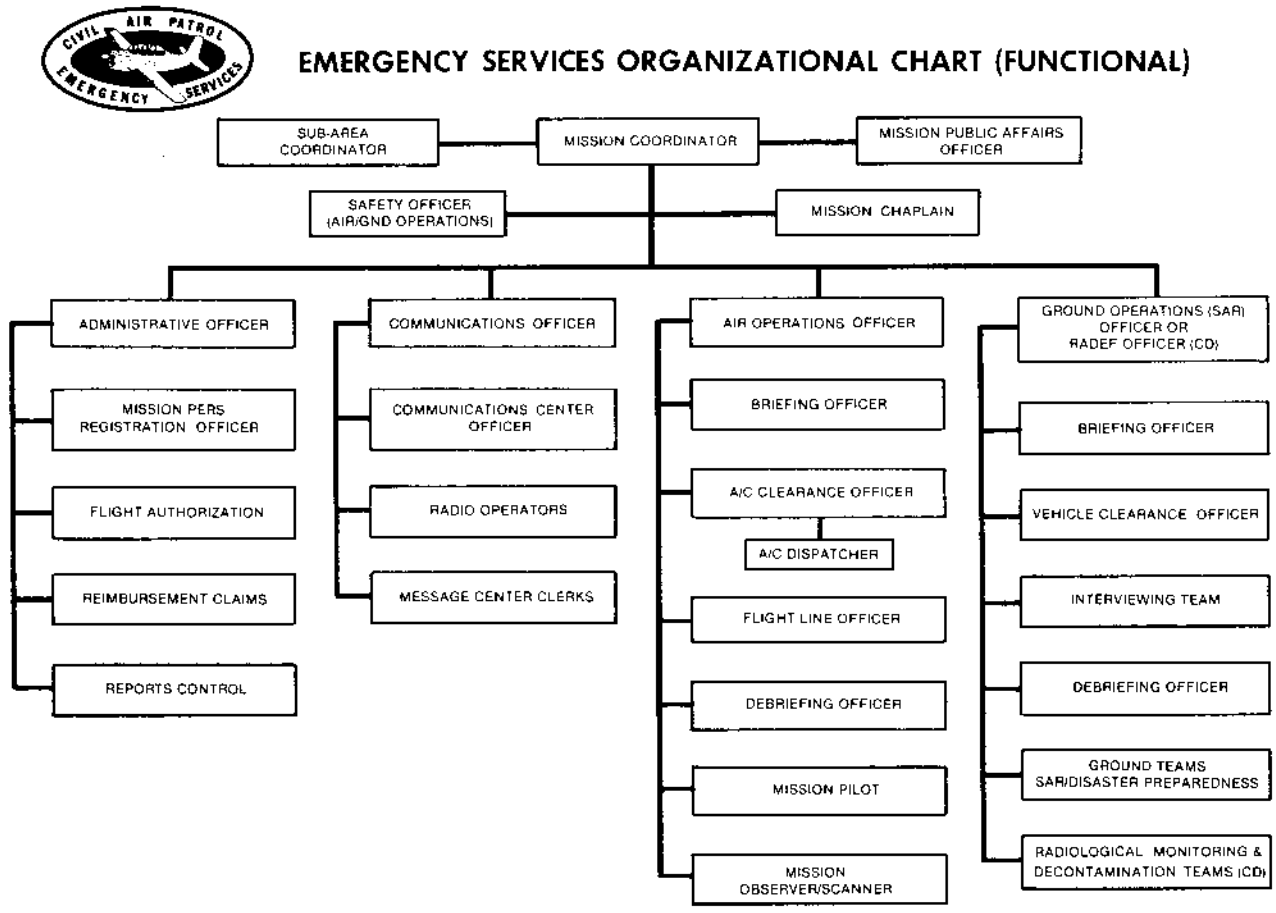 CIVIL AIR PATROL
EMERGENCY SERVICES
EMERGENCY SERVICES ORGANIZATIONAL CHART (FUNCTIONAL)
SUB-AREA
COORDINATOR
MISSION COORDINATOR
MISSION PUBLIC AFFAIRS
OFFICER
SAFETY OFFICER
(AIR/GND OPERATIONS)
MISSION CHAPLAIN
ADMINISTRATIVE OFFICER
MISSION PERS
REGISTRATION OFFICER
FLIGHT AUTHORIZATION
REIMBURSEMENT CLAIMS
REPORTS CONTROL
COMMUNICATIONS OFFICER
COMMUNICATIONS CENTER
OFFICER
RADIO OPERATORS
MESSAGE CENTER CLERKS
AIR OPERATIONS OFFICER
BRIEFING OFFICER
A/C CLEARANCE OFFICER
A/C DISPATCHER
FLIGHT LINE OFFICER
DEBRIEFING OFFICER
MISSION PILOT
MISSION
OBSERVER/SCANNER
GROUND OPERATIONS (SAR)
OFFICER OR
RADEF OFFICER (CD)
BRIEFING OFFICER
VEHICLE CLEARANCE OFFICER
INTERVIEWING TEAM
DEBRIEFING OFFICER
GROUND TEAMS
SAR/DISASTER PREPAREDNESS
RADIOLOGICAL MONITORING &
DECONTAMINATION TEAMS (CD)